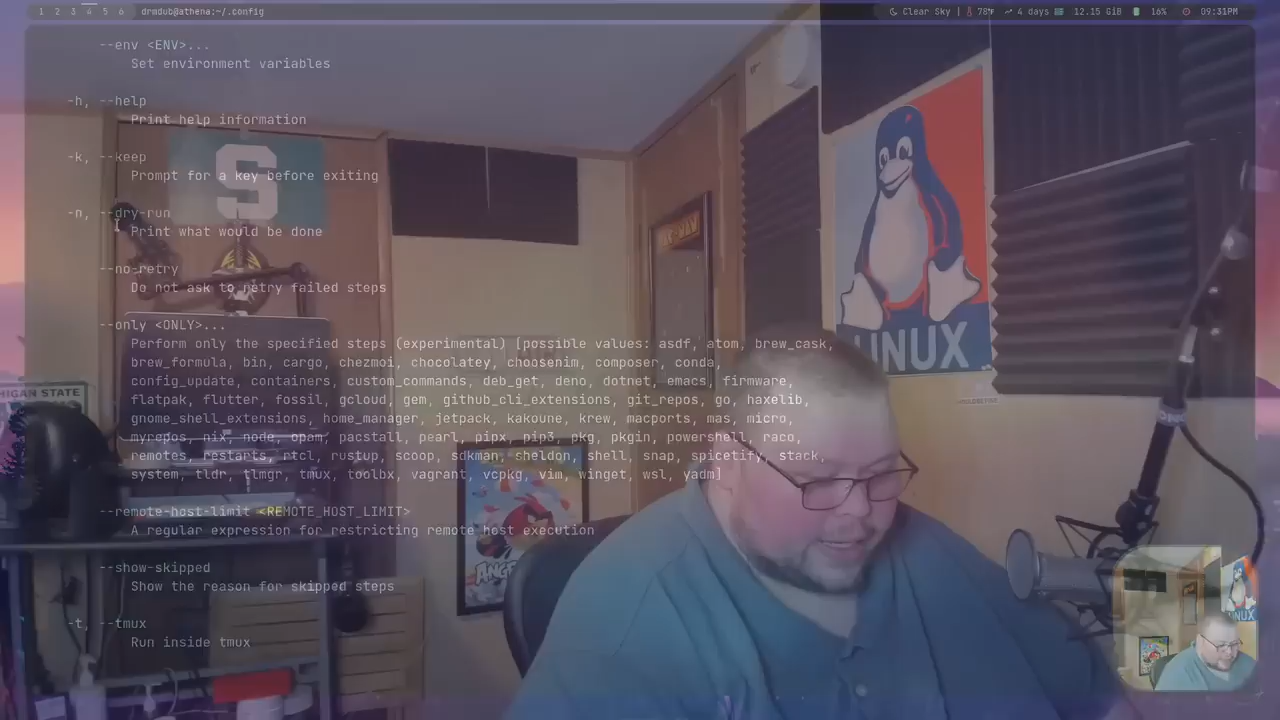 1 2 3 4 5 6 drmdub@athena:~/.config Clear Sky | 78°F 4 days 12.15 GiB 16% 09:31PM
--env <ENV>...
Set environment variables
-h, --help
Print help information
-k, --keep
Prompt for a key before exiting
-n, --dry-run
Print what would be done
--no-retry
Do not ask to retry failed steps
--only <ONLY>...
Perform only the specified steps (experimental) [possible values: asdf, atom, brew_cask,
brew_formula, bin, cargo, chezmoi, chocolatey, choosenim, composer, conda,
config_update, containers, custom_commands, deb_get, deno, dotnet, emacs, firmware,
flatpak, flutter, fossil, gcloud, gem, github_cli_extensions, git_repos, go, haxelib,
gnome_shell_extensions, home_manager, jetpack, kakoune, krew, macports, mas, micro,
myrepos, nix, node, opam, pacstall, pearl, pipx, pip3, pkg, pkgin, powershell, raco,
remotes, restarts, rtcl, rustup, scoop, sdkman, sheldon, shell, snap, spicetify, stack,
system, tldr, tlmgr, tmux, toolbx, vagrant, vcpkg, vim, winget, wsl, yadm]
--remote-host-limit <REMOTE_HOST_LIMIT>
A regular expression for restricting remote host execution
--show-skipped
Show the reason for skipped steps
-t, --tmux
Run inside tmux
S
LINUX
HIGAN STATE
ANG
LINUX